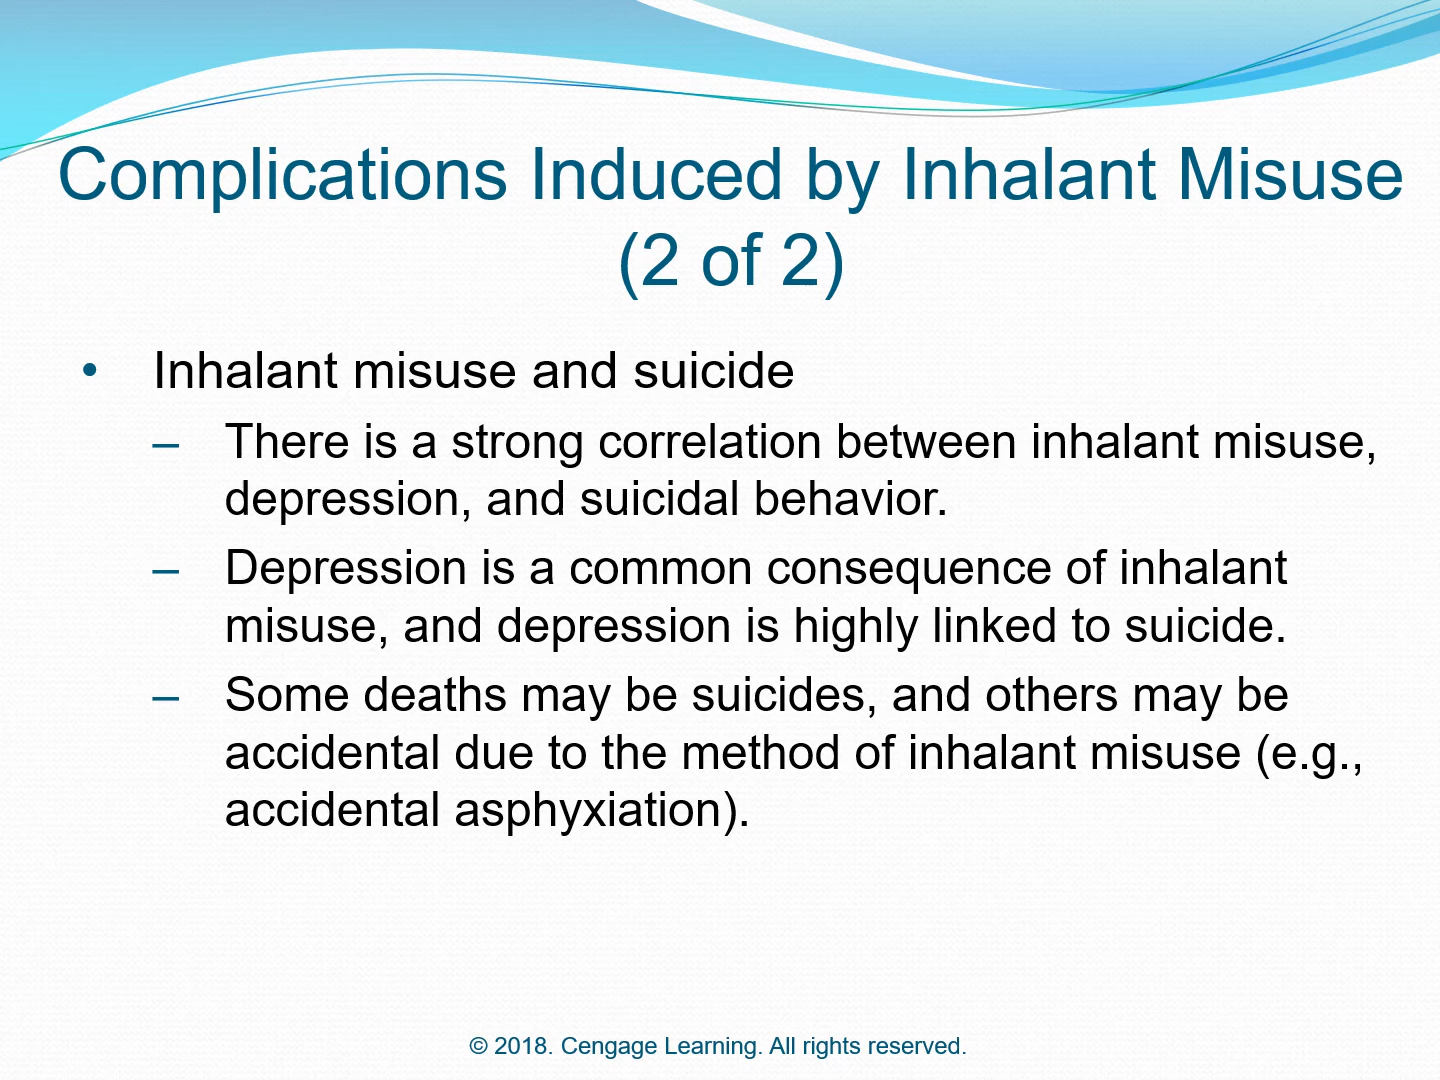 Complications Induced by Inhalant Misuse
(2 of 2)
• Inhalant misuse and suicide
– There is a strong correlation between inhalant misuse,
depression, and suicidal behavior.
– Depression is a common consequence of inhalant
misuse, and depression is highly linked to suicide.
– Some deaths may be suicides, and others may be
accidental due to the method of inhalant misuse (e.g.,
accidental asphyxiation).
© 2018. Cengage Learning. All rights reserved.